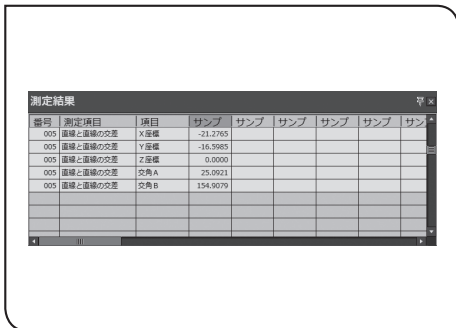 測定結果
番号 測定項目 項目 サンプ サンプ サンプ サンプ サンプ サン
005 直線と直線の交差 X座標 -21.2765
005 直線と直線の交差 Y座標 -16.5985
005 直線と直線の交差 Z座標 0.0000
005 直線と直線の交差 交角A 25.0921
005 直線と直線の交差 交角B 154.9079